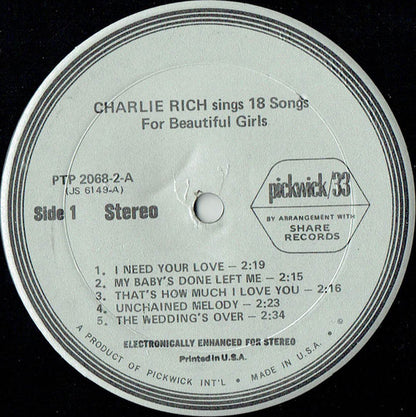 CHARLIE RICH sings 18 Songs
For Beautiful Girls
PTP 2068-2-A
(JS 6149-A)
Side 1 Stereo
pickwick/33
BY ARRANGEMENT WITH
SHARE
RECORDS
1. I NEED YOUR LOVE – 2:19
2. MY BABY'S DONE LEFT ME – 2:15
3. THAT'S HOW MUCH I LOVE YOU – 2:16
4. UNCHAINED MELODY – 2:23
5. THE WEDDING'S OVER – 2:34
ELECTRONICALLY ENHANCED FOR STEREO
Printed in U.S.A.
A PRODUCT OF PICKWICK INT'L • MADE IN U.S.A. • ©